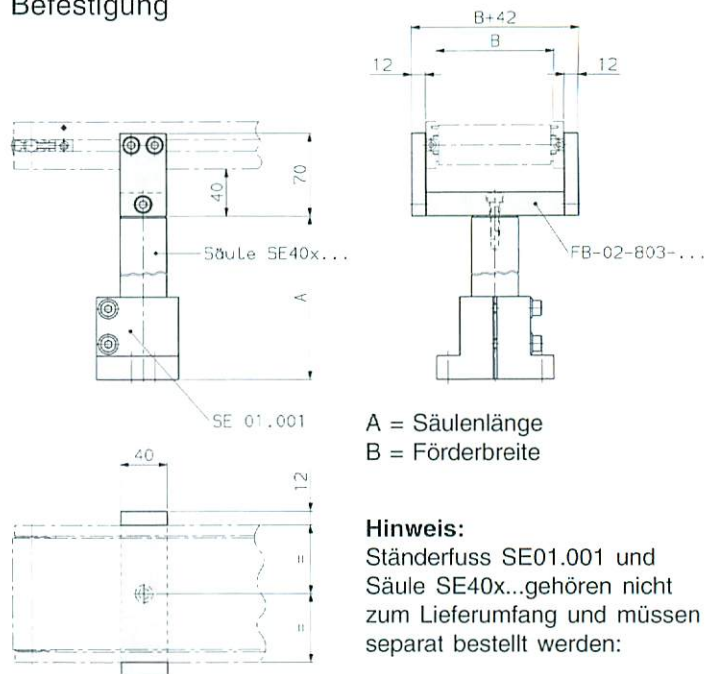 Befestigung
B+42
B
12
12
70
40
Säule SE40x...
FB-02-803-...
A
SE 01.001
A = Säulenlänge
B = Förderbreite
40
12
=
=
Hinweis:
Ständerfuss SE01.001 und
Säule SE40x...gehören nicht
zum Lieferumfang und müssen
separat bestellt werden: